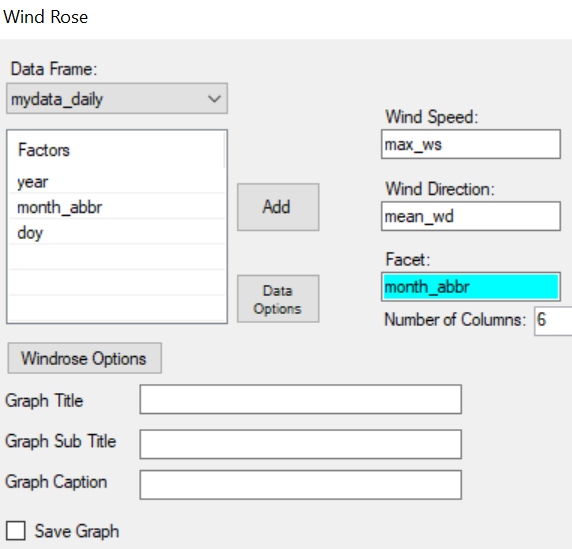 Wind Rose
Data Frame:
mydata_daily
Factors
year
month_abbr
doy
Add
Data
Options
Wind Speed:
max_ws
Wind Direction:
mean_wd
Facet:
month_abbr
Number of Columns: 6
Windrose Options
Graph Title
Graph Sub Title
Graph Caption
Save Graph